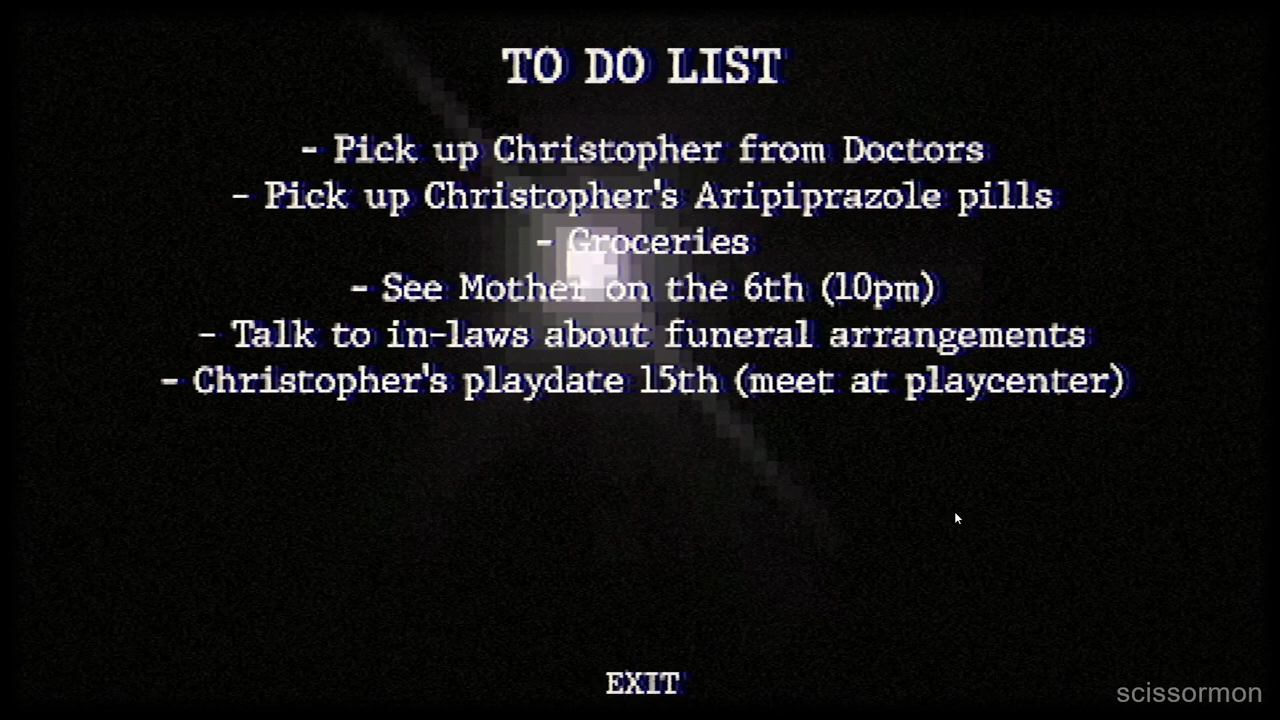 TO DO LIST
- Pick up Christopher from Doctors
- Pick up Christopher's Aripiprazole pills
- Groceries
- See Mother on the 6th (10pm)
- Talk to in-laws about funeral arrangements
- Christopher's playdate 15th (meet at playcenter)
EXIT
scissormon